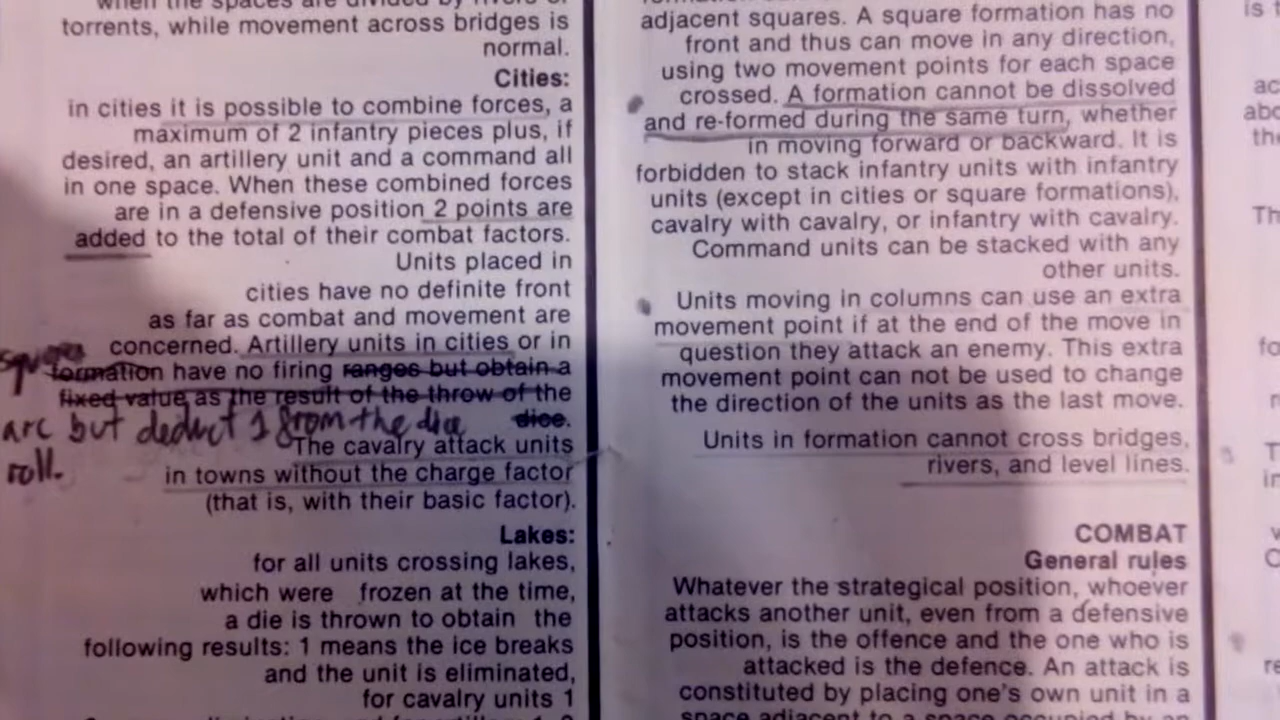 when the spaces are divided by rivers or
torrents, while movement across bridges is
normal.
Cities:
in cities it is possible to combine forces, a
maximum of 2 infantry pieces plus, if
desired, an artillery unit and a command all
in one space. When these combined forces
are in a defensive position 2 points are
added to the total of their combat factors.
Units placed in
cities have no definite front
as far as combat and movement are
concerned. Artillery units in cities or in
square formation have no firing ranges but obtain a
fixed value as the result of the throw of the
dice.
arc but deduct 1 from the dice
roll.
The cavalry attack units
in towns without the charge factor
(that is, with their basic factor).
Lakes:
for all units crossing lakes,
which were frozen at the time,
a die is thrown to obtain the
following results: 1 means the ice breaks
and the unit is eliminated,
for cavalry units 1
adjacent squares. A square formation has no
front and thus can move in any direction,
using two movement points for each space
crossed. A formation cannot be dissolved
and re-formed during the same turn, whether
in moving forward or backward. It is
forbidden to stack infantry units with infantry
units (except in cities or square formations),
cavalry with cavalry, or infantry with cavalry.
Command units can be stacked with any
other units.
Units moving in columns can use an extra
movement point if at the end of the move in
question they attack an enemy. This extra
movement point can not be used to change
the direction of the units as the last move.
Units in formation cannot cross bridges,
rivers, and level lines.
COMBAT
General rules
Whatever the strategical position, whoever
attacks another unit, even from a defensive
position, is the offence and the one who is
attacked is the defence. An attack is
constituted by placing one's own unit in a
space adjacent to a space occupied by